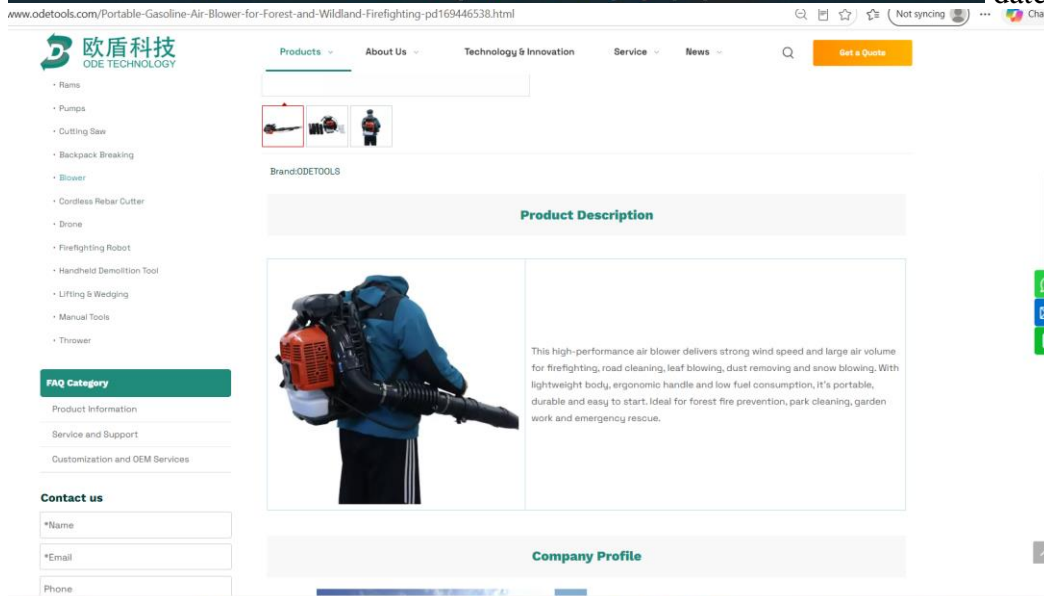 date
www.odetools.com/Portable-Gasoline-Air-Blower-for-Forest-and-Wildland-Firefighting-pd169446538.html
Not syncing
Cha
欧盾科技
ODE TECHNOLOGY
Products
About Us
Technology & Innovation
Service
News
Get a Quote
• Rams
• Pumps
• Cutting Saw
• Backpack Breaking
• Blower
• Cordless Rebar Cutter
• Drone
• Firefighting Robot
• Handheld Demolition Tool
• Lifting & Wedging
• Manual Tools
• Thrower
FAQ Category
Product Information
Service and Support
Customization and OEM Services
Contact us
*Name
*Email
Phone
Brand:ODETOOLS
Product Description
This high-performance air blower delivers strong wind speed and large air volume
for firefighting, road cleaning, leaf blowing, dust removing and snow blowing. With
lightweight body, ergonomic handle and low fuel consumption, it's portable,
durable and easy to start. Ideal for forest fire prevention, park cleaning, garden
work and emergency rescue.
Company Profile